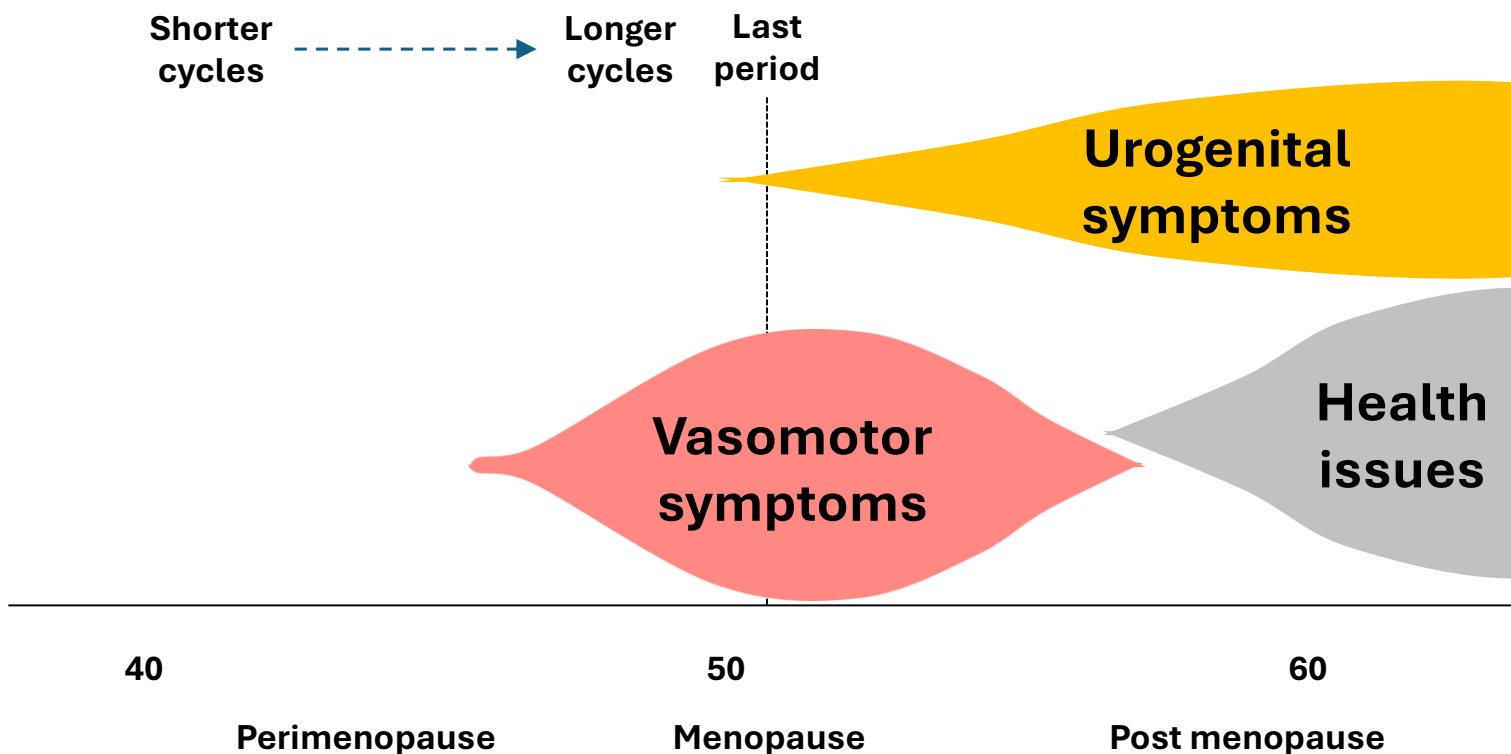 Shorter
cycles
Longer
cycles
Last
period
Urogenital
symptoms
Vasomotor
symptoms
Health
issues
40
50
60
Perimenopause
Menopause
Post menopause